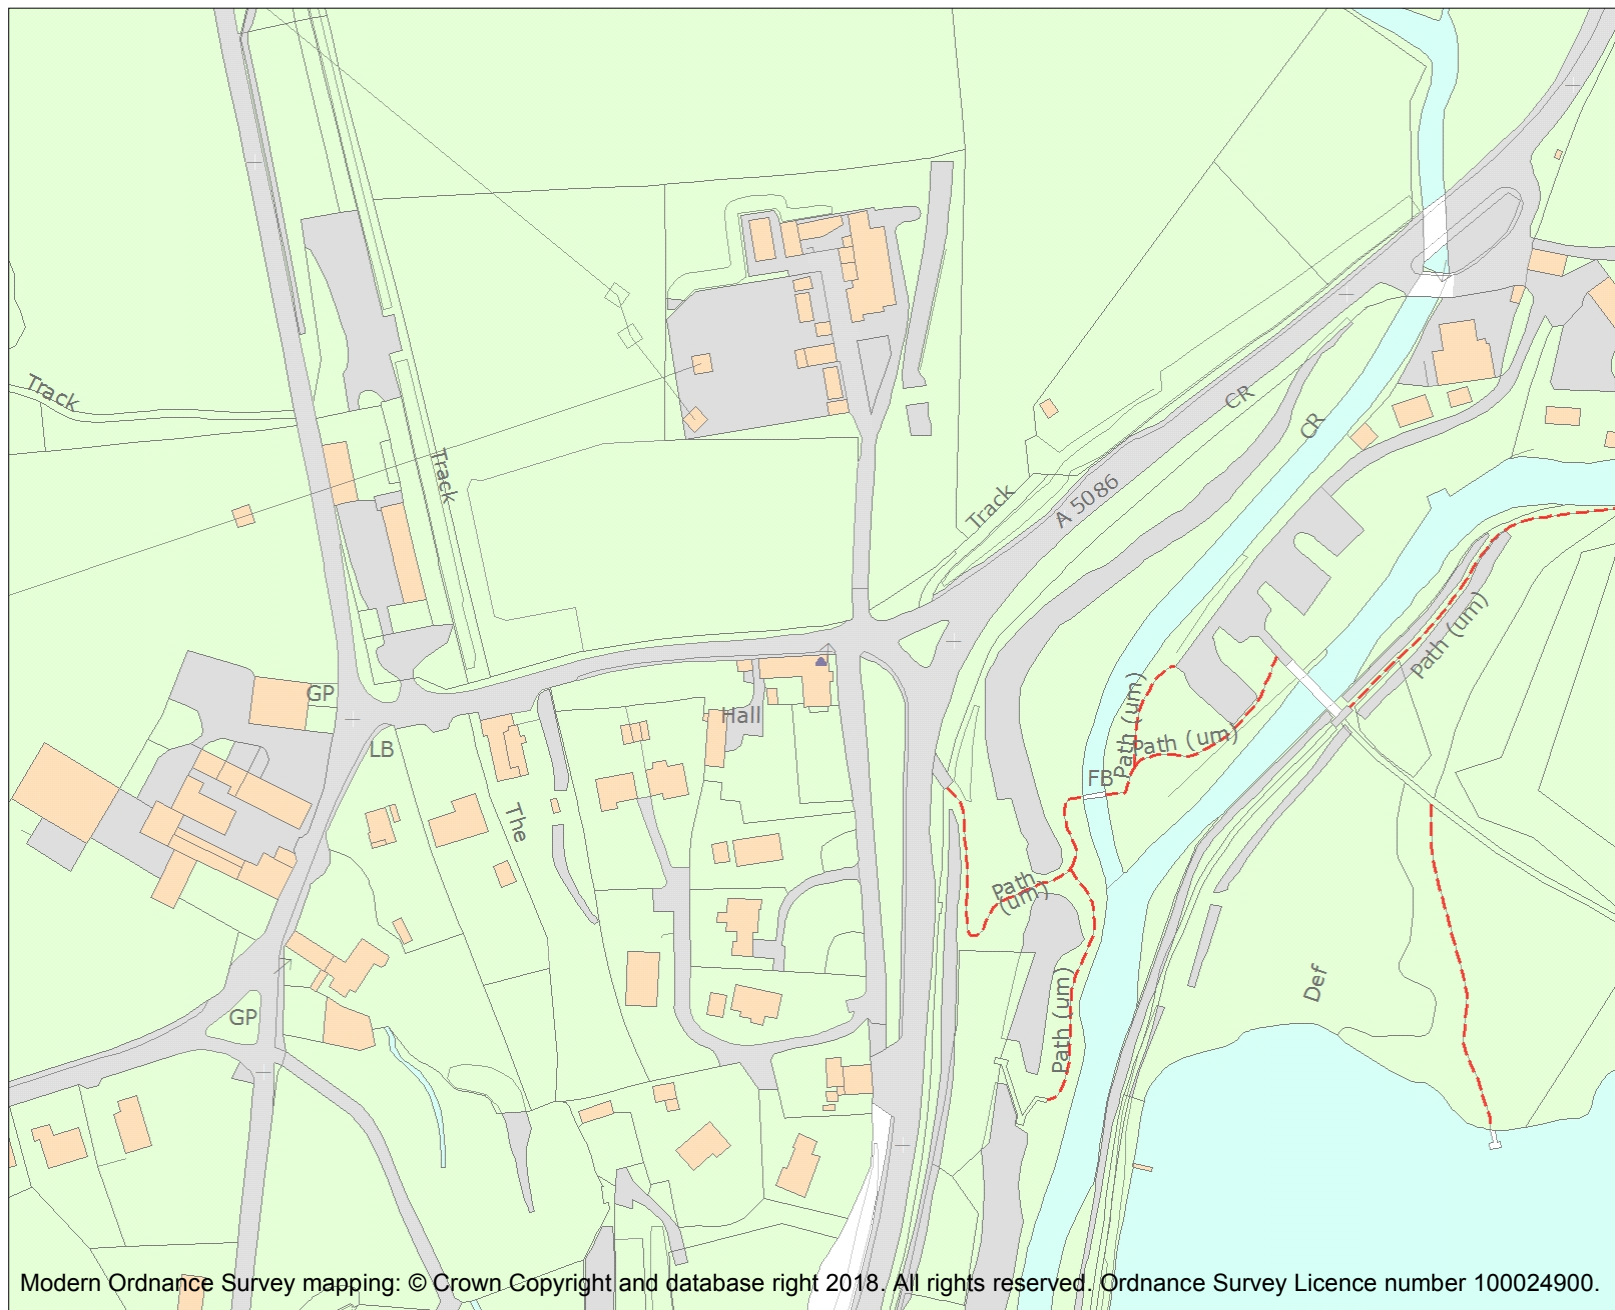 Track
Track
CR
CR
A 5086
Track
Path (um)
GP
Hall
LB
Path (um)
Path (um)
FB
The
Path
(um)
Path (um)
Def
GP
Modern Ordnance Survey mapping: © Crown Copyright and database right 2018. All rights reserved. Ordnance Survey Licence number 100024900.